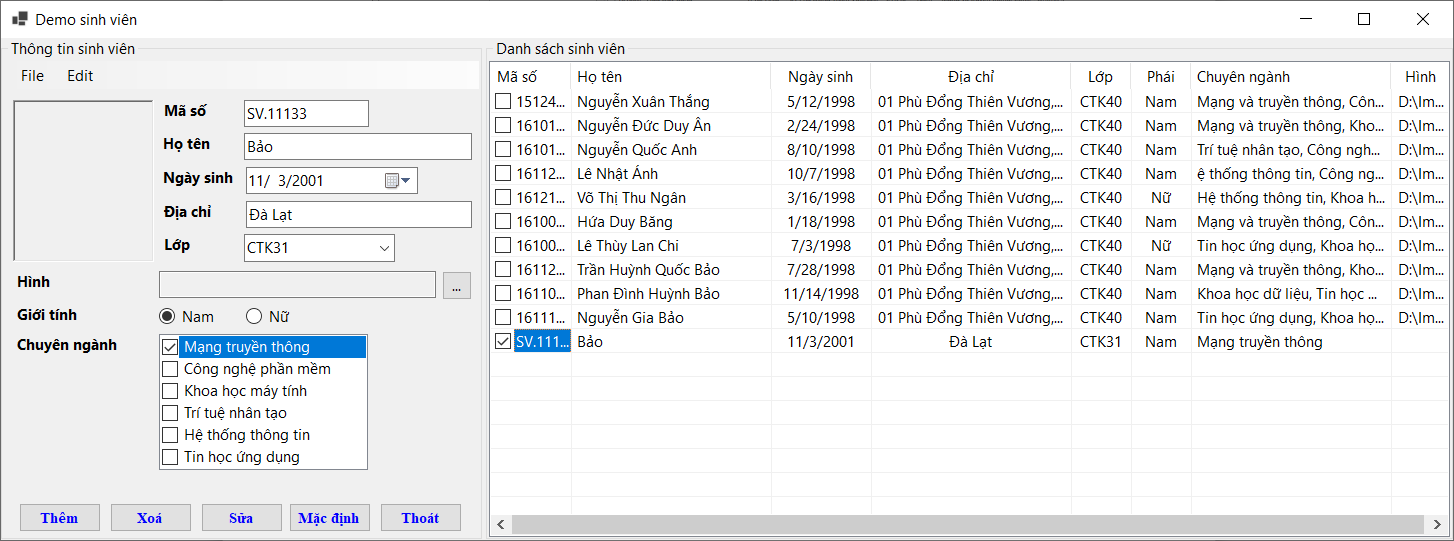 Demo sinh viên
Thông tin sinh viên
File Edit
Mã số SV.11133
Họ tên Bảo
Ngày sinh 11/ 3/2001
Địa chỉ Đà Lạt
Lớp CTK31
Hình ...
Giới tính Nam Nữ
Chuyên ngành Mạng truyền thông
Công nghệ phần mềm
Khoa học máy tính
Trí tuệ nhân tạo
Hệ thống thông tin
Tin học ứng dụng
Thêm Xoá Sửa Mặc định Thoát
Danh sách sinh viên
Mã số Họ tên Ngày sinh Địa chỉ Lớp Phái Chuyên ngành Hình
15124... Nguyễn Xuân Thắng 5/12/1998 01 Phù Đổng Thiên Vương,... CTK40 Nam Mạng và truyền thông, Côn... D:\Im...
16101... Nguyễn Đức Duy Ân 2/24/1998 01 Phù Đổng Thiên Vương,... CTK40 Nam Mạng và truyền thông, Kho... D:\Im...
16101... Nguyễn Quốc Anh 8/10/1998 01 Phù Đổng Thiên Vương,... CTK40 Nam Trí tuệ nhân tạo, Công ngh... D:\Im...
16112... Lê Nhật Ánh 10/7/1998 01 Phù Đổng Thiên Vương,... CTK40 Nam ệ thống thông tin, Công ng... D:\Im...
16121... Võ Thị Thu Ngân 3/16/1998 01 Phù Đổng Thiên Vương,... CTK40 Nữ Hệ thống thông tin, Khoa h... D:\Im...
16100... Hứa Duy Băng 1/18/1998 01 Phù Đổng Thiên Vương,... CTK40 Nam Mạng và truyền thông, Côn... D:\Im...
16100... Lê Thùy Lan Chi 7/3/1998 01 Phù Đổng Thiên Vương,... CTK40 Nữ Tin học ứng dụng, Khoa họ... D:\Im...
16112... Trần Huỳnh Quốc Bảo 7/28/1998 01 Phù Đổng Thiên Vương,... CTK40 Nam Mạng và truyền thông, Kho... D:\Im...
16110... Phan Đình Huỳnh Bảo 11/14/1998 01 Phù Đổng Thiên Vương,... CTK40 Nam Khoa học dữ liệu, Tin học ... D:\Im...
16111... Nguyễn Gia Bảo 5/10/1998 01 Phù Đổng Thiên Vương,... CTK40 Nam Tin học ứng dụng, Khoa họ... D:\Im...
SV.111... Bảo 11/3/2001 Đà Lạt CTK31 Nam Mạng truyền thông